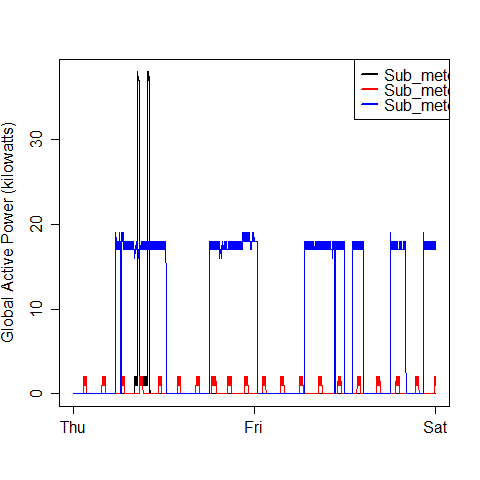 Sub_mete
Sub_mete
Sub_mete
Global Active Power (kilowatts)
30
20
10
0
Thu Fri Sat